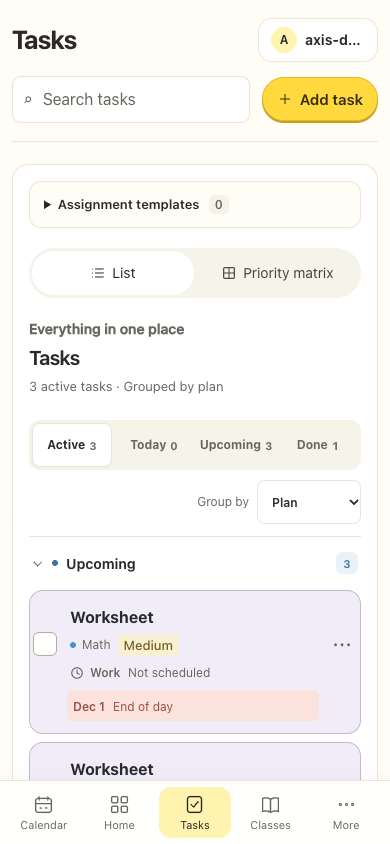 Tasks
A axis-d...
Search tasks
Add task
Assignment templates 0
List
Priority matrix
Everything in one place
Tasks
3 active tasks · Grouped by plan
Active 3
Today 0
Upcoming 3
Done 1
Group by Plan
Upcoming 3
Worksheet
Math Medium
Work Not scheduled
Dec 1 End of day
Worksheet
Calendar
Home
Tasks
Classes
More